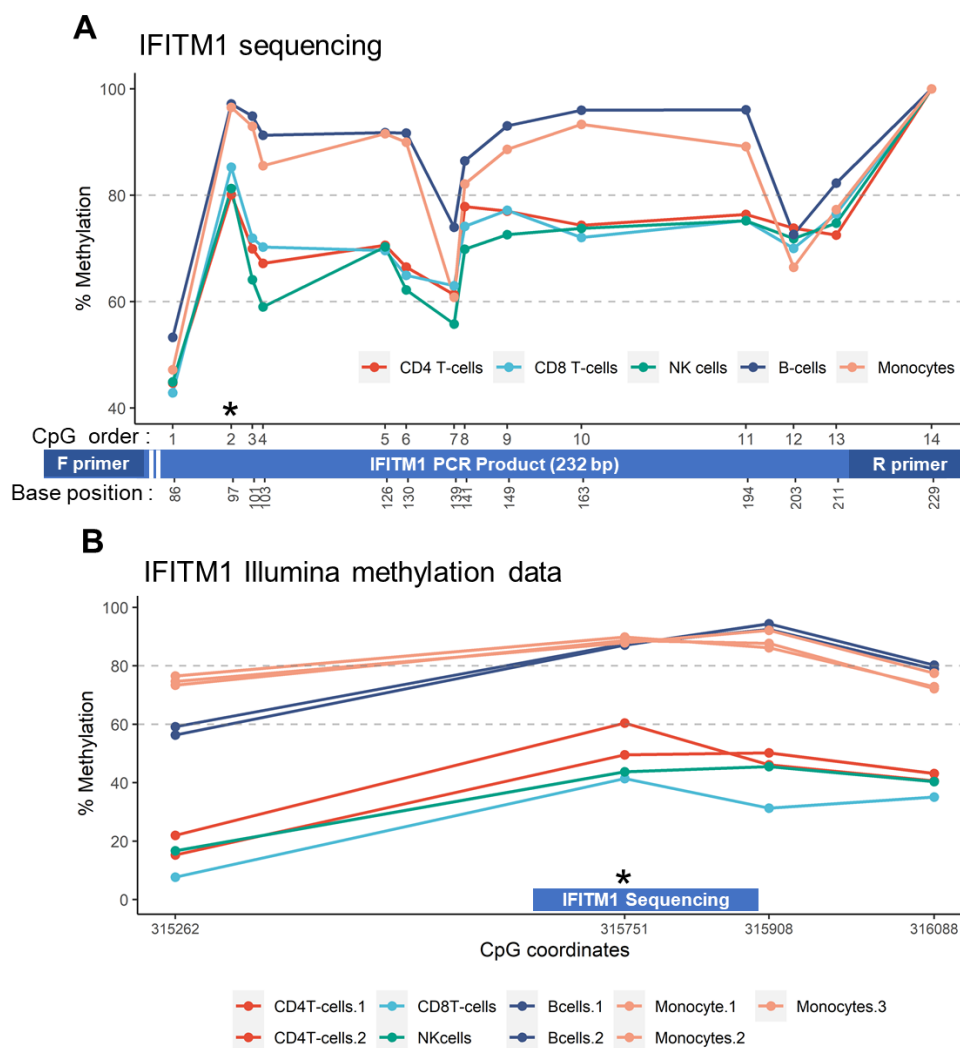 A
IFITM1 sequencing
100
80
60
40
% Methylation
CD4 T-cells CD8 T-cells NK cells B-cells Monocytes
*
CpG order : 1 2 3 4 5 6 7 8 9 10 11 12 13 14
F primer IFITM1 PCR Product (232 bp) R primer
Base position : 86 97 101 103 126 130 139 141 149 163 194 203 211 229
B
IFITM1 Illumina methylation data
100
80
60
40
20
0
% Methylation
*
IFITM1 Sequencing
315262 315751 315908 316088
CpG coordinates
CD4T-cells.1 CD8T-cells Bcells.1 Monocyte.1 Monocytes.3
CD4T-cells.2 NKcells Bcells.2 Monocytes.2